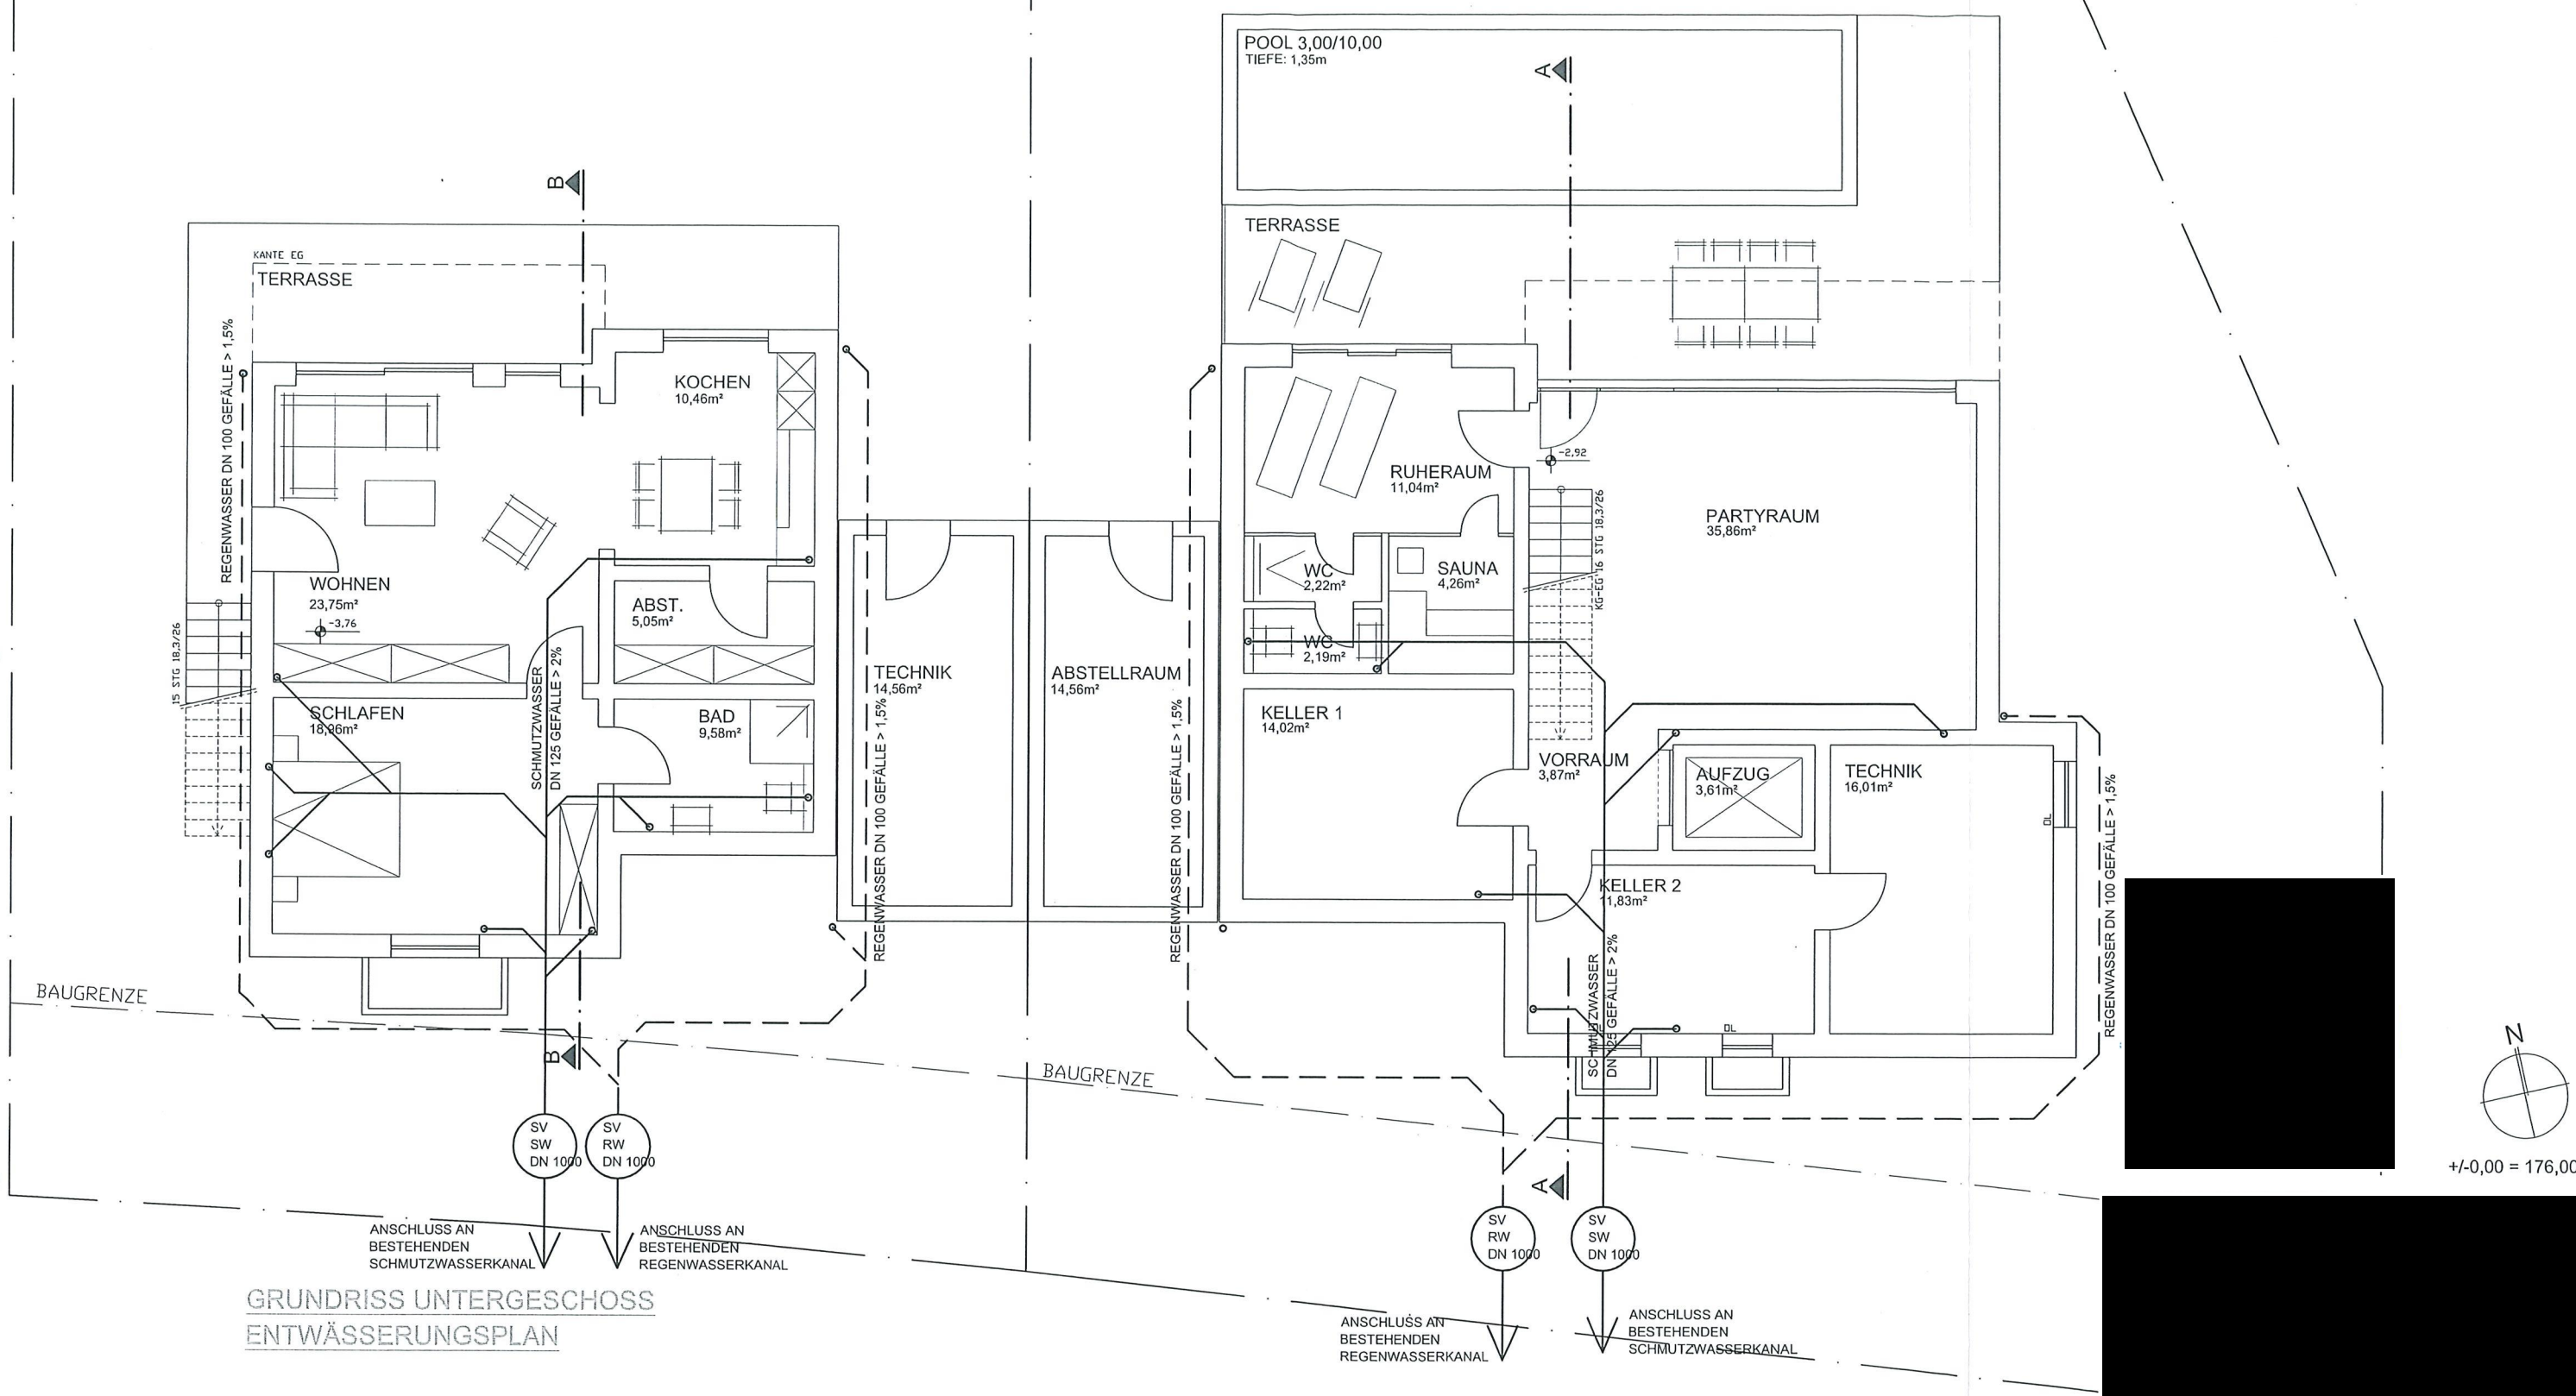 POOL 3,00/10,00
TIEFE: 1,35m
A
B
TERRASSE
KANTE EG
TERRASSE
REGENWASSER DN 100 GEFÄLLE > 1,5%
KOCHEN
10,46m²
WOHNEN
23,75m²
-3,76
15 STG 18,3/26
ABST.
5,05m²
SCHMUTZWASSER
DN 125 GEFÄLLE > 2%
SCHLAFEN
18,96m²
BAD
9,58m²
TECHNIK
14,56m²
REGENWASSER DN 100 GEFÄLLE > 1,5%
ABSTELLRAUM
14,56m²
REGENWASSER DN 100 GEFÄLLE > 1,5%
RUHERAUM
11,04m²
-2,92
KG-EG 16 STG 18,3/26
PARTYRAUM
35,86m²
WC
2,22m²
SAUNA
4,26m²
WC
2,19m²
KELLER 1
14,02m²
VORRAUM
3,87m²
AUFZUG
3,61m²
TECHNIK
16,01m²
DL
KELLER 2
11,83m²
SCHMUTZWASSER
DN 125 GEFÄLLE > 2%
DL
REGENWASSER DN 100 GEFÄLLE > 1,5%
BAUGRENZE
B
BAUGRENZE
N
+/-0,00 = 176,00
SV
SW
DN 1000
SV
RW
DN 1000
A
SV
RW
DN 1000
SV
SW
DN 1000
ANSCHLUSS AN
BESTEHENDEN
SCHMUTZWASSERKANAL
ANSCHLUSS AN
BESTEHENDEN
REGENWASSERKANAL
GRUNDRISS UNTERGESCHOSS
ENTWÄSSERUNGSPLAN
ANSCHLUSS AN
BESTEHENDEN
REGENWASSERKANAL
ANSCHLUSS AN
BESTEHENDEN
SCHMUTZWASSERKANAL